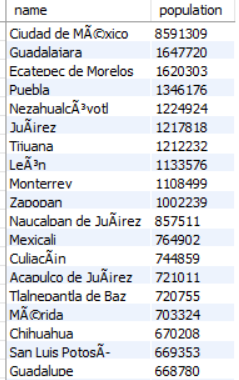 name population
Ciudad de MÃ©xico 8591309
Guadalajara 1647720
Ecatepec de Morelos 1620303
Puebla 1346176
NezahualcÃ³yotl 1224924
JuÃ¡rez 1217818
Tijuana 1212232
LeÃ³n 1133576
Monterrey 1108499
Zapopan 1002239
Naucalpan de JuÃ¡rez 857511
Mexicali 764902
CuliacÃ¡n 744859
Acapulco de JuÃ¡rez 721011
Tlalnepantla de Baz 720755
MÃ©rida 703324
Chihuahua 670208
San Luis PotosÃ- 669353
Guadalupe 668780